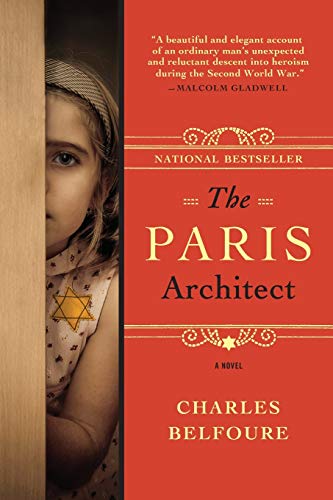 "A beautiful and elegant account
of an ordinary man's unexpected
and reluctant descent into heroism
during the Second World War."
—MALCOLM GLADWELL
NATIONAL BESTSELLER
The
PARIS
Architect
A NOVEL
CHARLES
BELFOURE